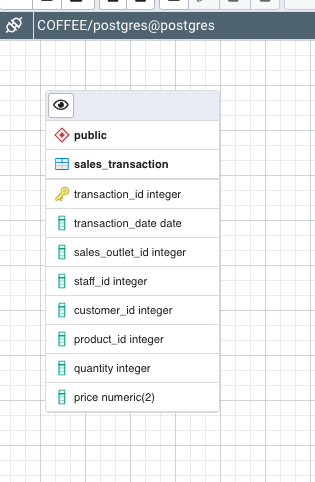 COFFEE/postgres@postgres
public
sales_transaction
transaction_id integer
transaction_date date
sales_outlet_id integer
staff_id integer
customer_id integer
product_id integer
quantity integer
price numeric(2)